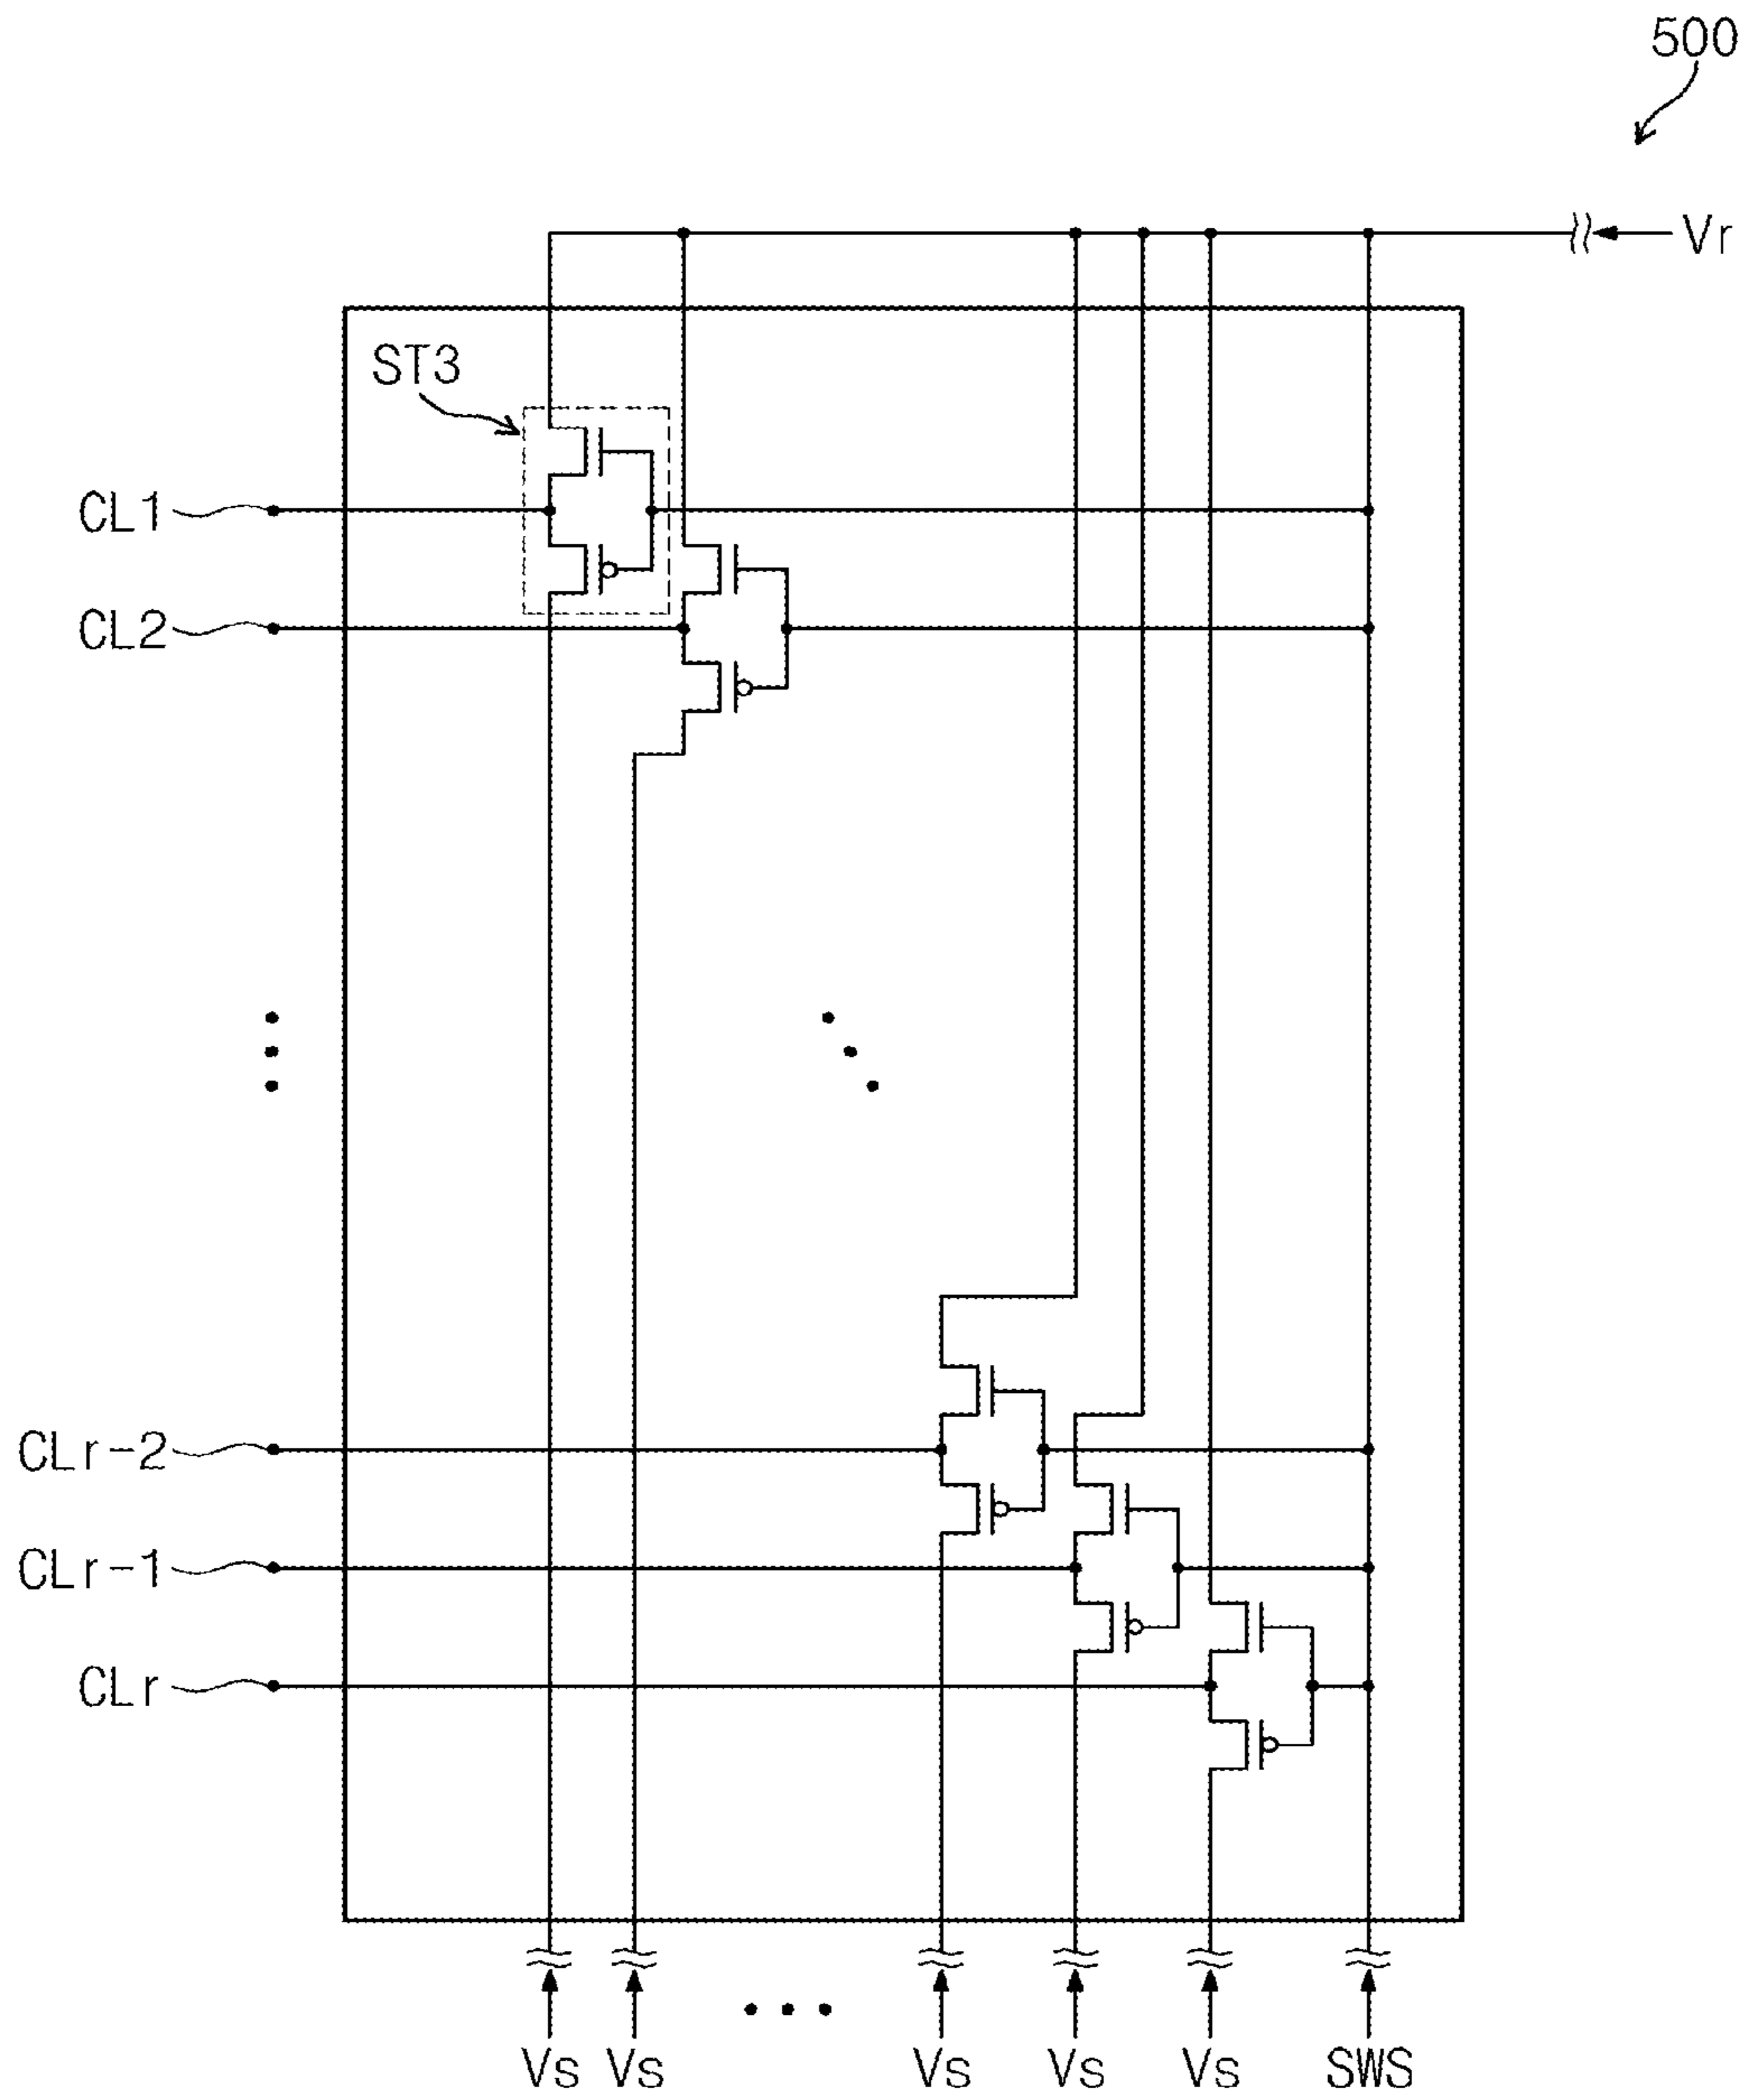 500
Vr
ST3
CL1
CL2
CLr-2
CLr-1
CLr
Vs Vs Vs Vs Vs SWS